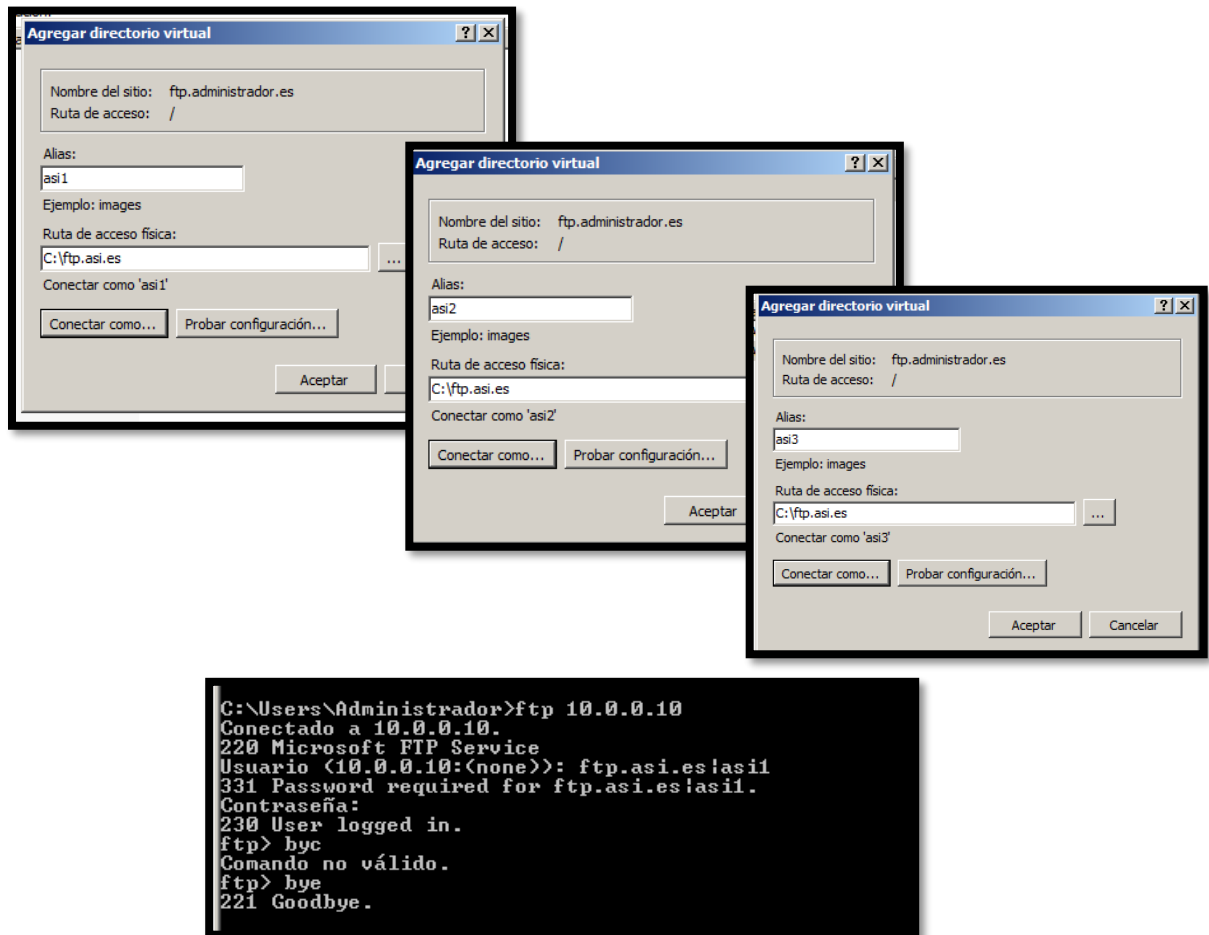 Agregar directorio virtual
Nombre del sitio: ftp.administrador.es
Ruta de acceso: /
Alias:
asi1
Ejemplo: images
Ruta de acceso física:
C:\ftp.asi.es
...
Conectar como 'asi1'
Conectar como... Probar configuración...
Aceptar
Agregar directorio virtual
Nombre del sitio: ftp.administrador.es
Ruta de acceso: /
Alias:
asi2
Ejemplo: images
Ruta de acceso física:
C:\ftp.asi.es
Conectar como 'asi2'
Conectar como... Probar configuración...
Aceptar
Agregar directorio virtual
Nombre del sitio: ftp.administrador.es
Ruta de acceso: /
Alias:
asi3
Ejemplo: images
Ruta de acceso física:
C:\ftp.asi.es
...
Conectar como 'asi3'
Conectar como... Probar configuración...
Aceptar Cancelar
C:\Users\Administrador>ftp 10.0.0.10
Conectado a 10.0.0.10.
220 Microsoft FTP Service
Usuario (10.0.0.10:(none)): ftp.asi.es|asi1
331 Password required for ftp.asi.es|asi1.
Contraseña:
230 User logged in.
ftp> byc
Comando no válido.
ftp> bye
221 Goodbye.